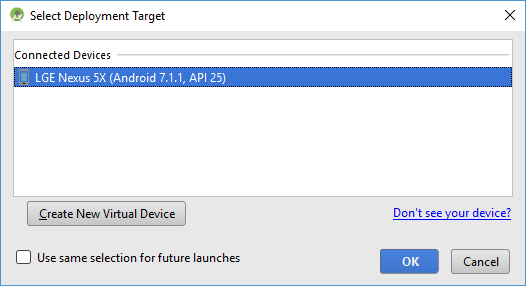 Select Deployment Target
Connected Devices
LGE Nexus 5X (Android 7.1.1, API 25)
Create New Virtual Device
Don't see your device?
Use same selection for future launches
OK
Cancel